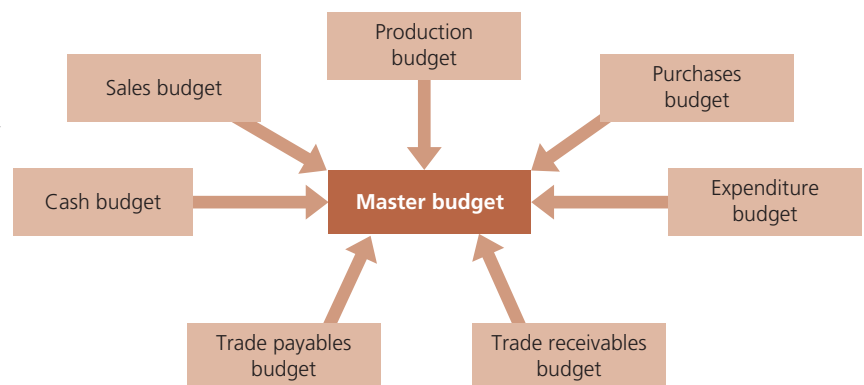 Production
budget
Sales budget
Purchases
budget
Cash budget
Master budget
Expenditure
budget
Trade payables
budget
Trade receivables
budget